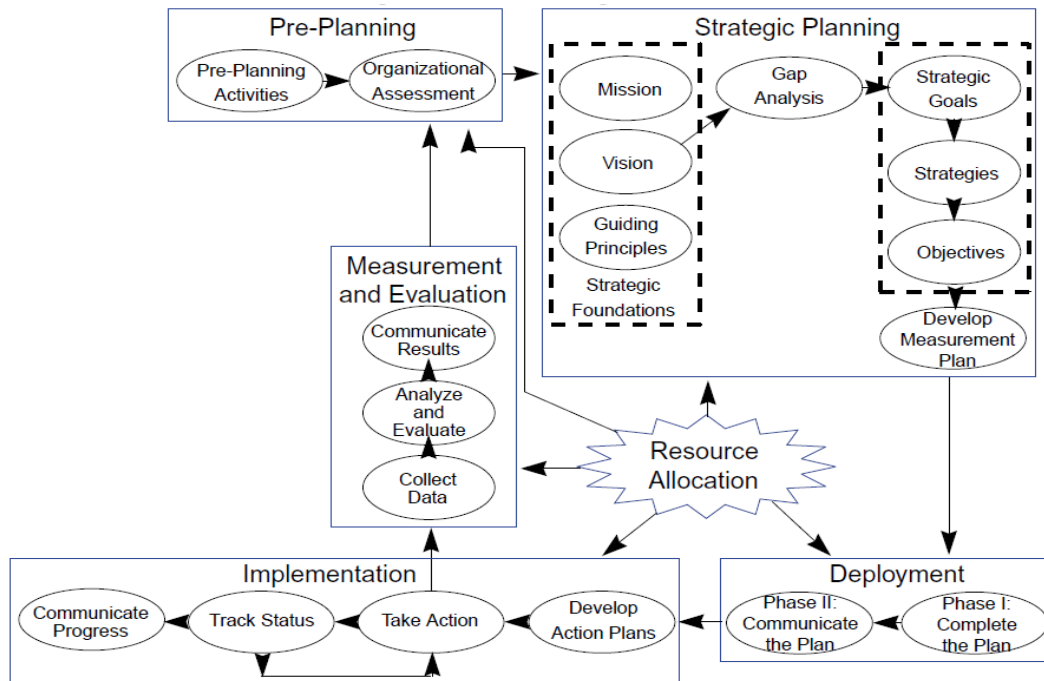 Pre-Planning
Pre-Planning
Activities
Organizational
Assessment
Strategic Planning
Mission
Vision
Guiding
Principles
Strategic
Foundations
Gap
Analysis
Strategic
Goals
Strategies
Objectives
Develop
Measurement
Plan
Measurement
and Evaluation
Communicate
Results
Analyze
and
Evaluate
Collect
Data
Resource
Allocation
Implementation
Communicate
Progress
Track Status
Take Action
Develop
Action Plans
Deployment
Phase II:
Communicate
the Plan
Phase I:
Complete
the Plan